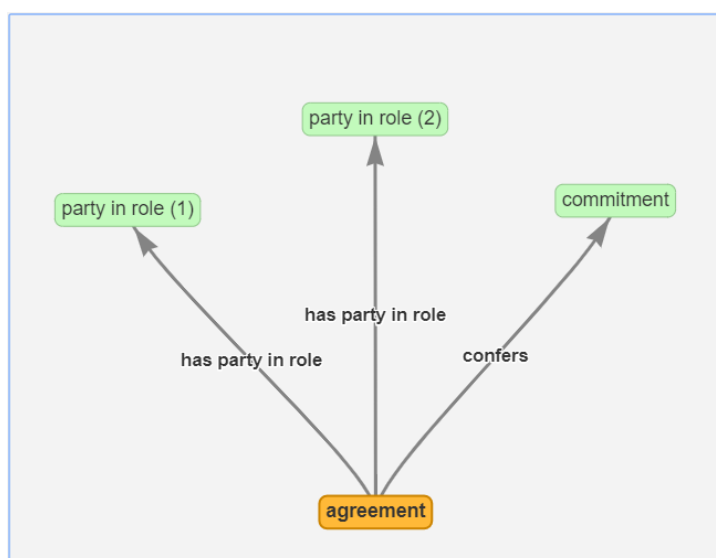 party in role (2)
commitment
party in role (1)
has party in role
confers
has party in role
agreement